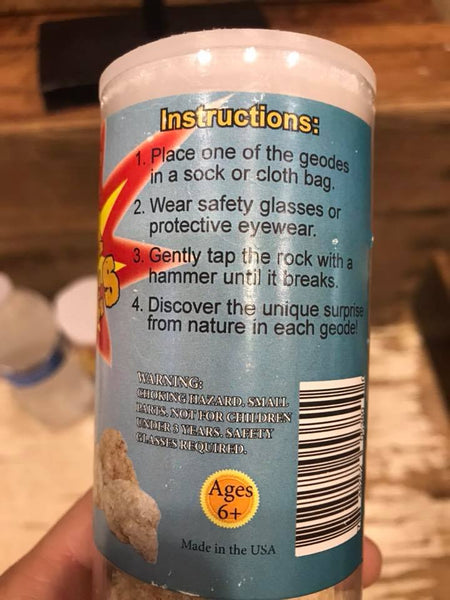 Instructions:
1. Place one of the geodes
in a sock or cloth bag.
2. Wear safety glasses or
protective eyewear.
3. Gently tap the rock with a
hammer until it breaks.
4. Discover the unique surprise
from nature in each geode!
WARNING:
CHOKING HAZARD. SMALL
PARTS. NOT FOR CHILDREN
UNDER 3 YEARS. SAFETY
GLASSES REQUIRED.
Ages
6+
Made in the USA